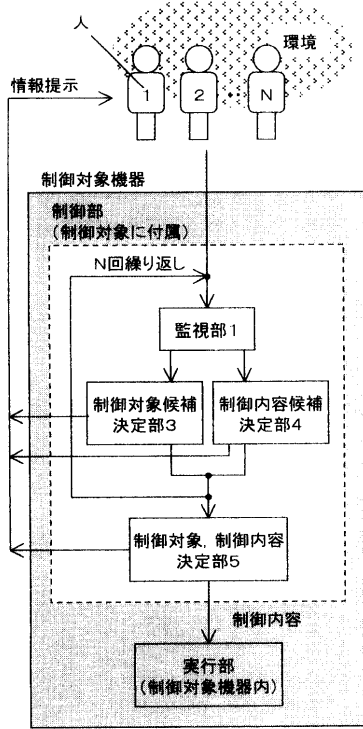 人
環境
情報提示
1
2
‥
N
制御対象機器
制御部
(制御対象に付属)
N回繰り返し
監視部1
制御対象候補
決定部3
制御内容候補
決定部4
制御対象,制御内容
決定部5
制御内容
実行部
(制御対象機器内)